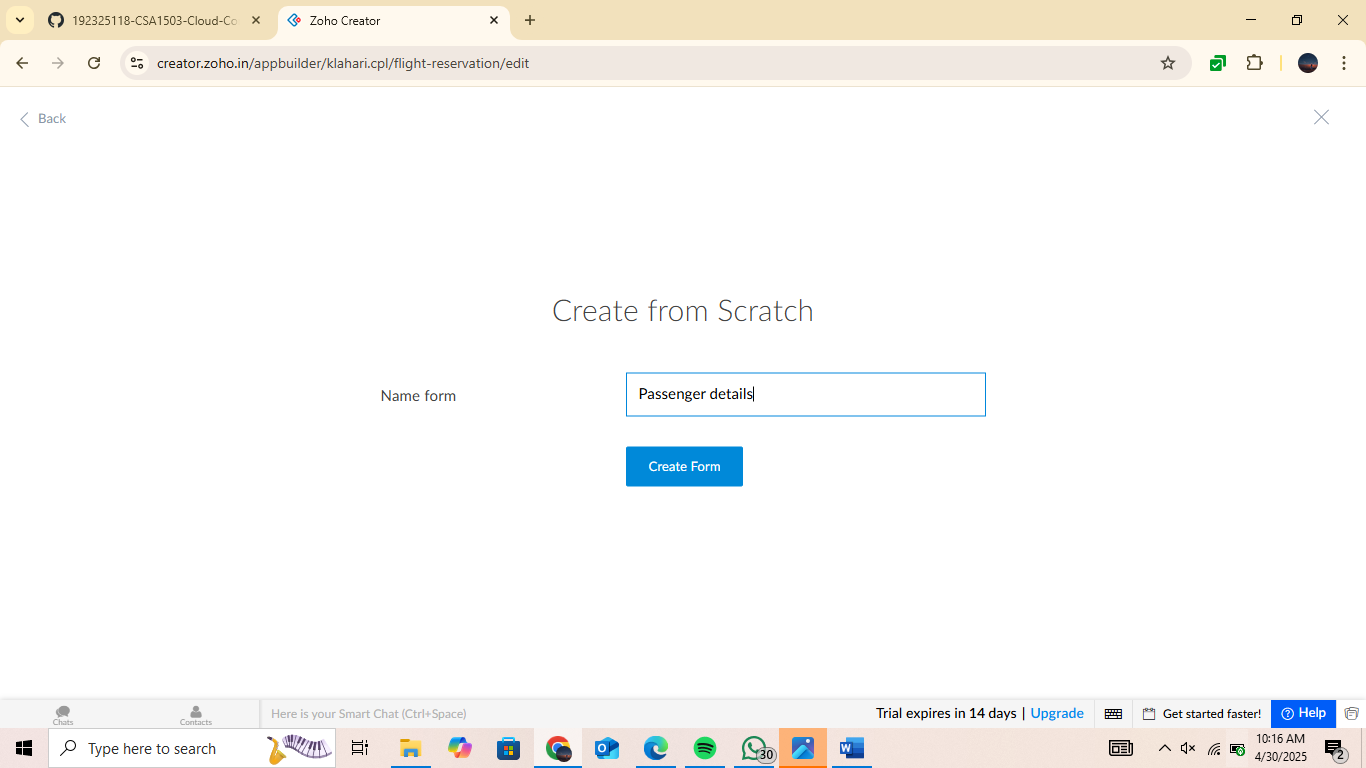 192325118-CSA1503-Cloud-Co
Zoho Creator
creator.zoho.in/appbuilder/klahari.cpl/flight-reservation/edit
Back
Create from Scratch
Name form
Passenger details
Create Form
Chats
Contacts
Here is your Smart Chat (Ctrl+Space)
Trial expires in 14 days | Upgrade
Get started faster!
Help
Type here to search
30
10:16 AM
4/30/2025
2